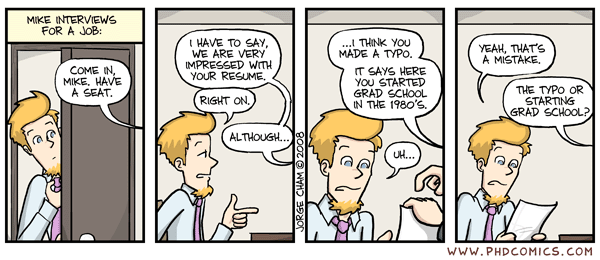 MIKE INTERVIEWS
FOR A JOB:
COME IN,
MIKE. HAVE
A SEAT.
I HAVE TO SAY,
WE ARE VERY
IMPRESSED WITH
YOUR RESUME.
RIGHT ON.
ALTHOUGH...
JORGE CHAM © 2008
...I THINK YOU
MADE A TYPO.
IT SAYS HERE
YOU STARTED
GRAD SCHOOL
IN THE 1980'S.
UH...
YEAH, THAT'S
A MISTAKE.
THE TYPO OR
STARTING
GRAD SCHOOL?
WWW.PHDCOMICS.COM